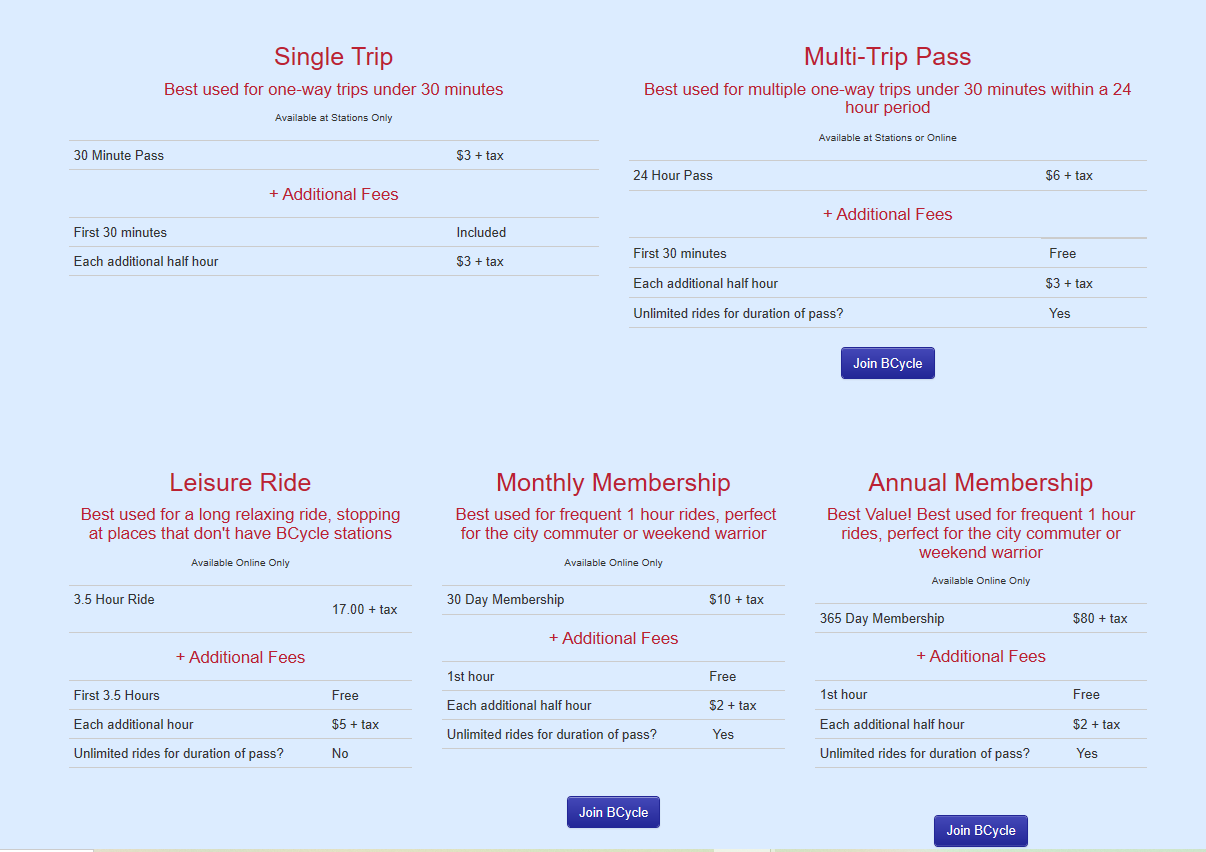 Single Trip
Best used for one-way trips under 30 minutes
Available at Stations Only
30 Minute Pass $3 + tax
+ Additional Fees
First 30 minutes Included
Each additional half hour $3 + tax
Multi-Trip Pass
Best used for multiple one-way trips under 30 minutes within a 24
hour period
Available at Stations or Online
24 Hour Pass $6 + tax
+ Additional Fees
First 30 minutes Free
Each additional half hour $3 + tax
Unlimited rides for duration of pass? Yes
Join BCycle
Leisure Ride
Best used for a long relaxing ride, stopping
at places that don't have BCycle stations
Available Online Only
3.5 Hour Ride 17.00 + tax
+ Additional Fees
First 3.5 Hours Free
Each additional hour $5 + tax
Unlimited rides for duration of pass? No
Monthly Membership
Best used for frequent 1 hour rides, perfect
for the city commuter or weekend warrior
Available Online Only
30 Day Membership $10 + tax
+ Additional Fees
1st hour Free
Each additional half hour $2 + tax
Unlimited rides for duration of pass? Yes
Join BCycle
Annual Membership
Best Value! Best used for frequent 1 hour
rides, perfect for the city commuter or
weekend warrior
Available Online Only
365 Day Membership $80 + tax
+ Additional Fees
1st hour Free
Each additional half hour $2 + tax
Unlimited rides for duration of pass? Yes
Join BCycle